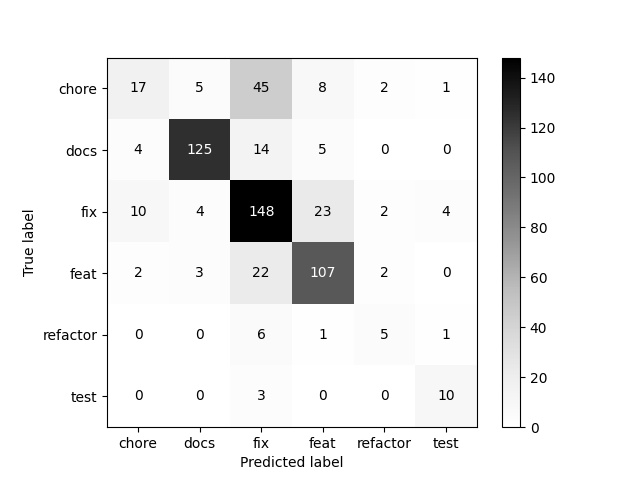 chore 17 5 45 8 2 1
docs 4 125 14 5 0 0
fix 10 4 148 23 2 4
feat 2 3 22 107 2 0
refactor 0 0 6 1 5 1
test 0 0 3 0 0 10
chore docs fix feat refactor test
Predicted label
True label
140
120
100
80
60
40
20
0